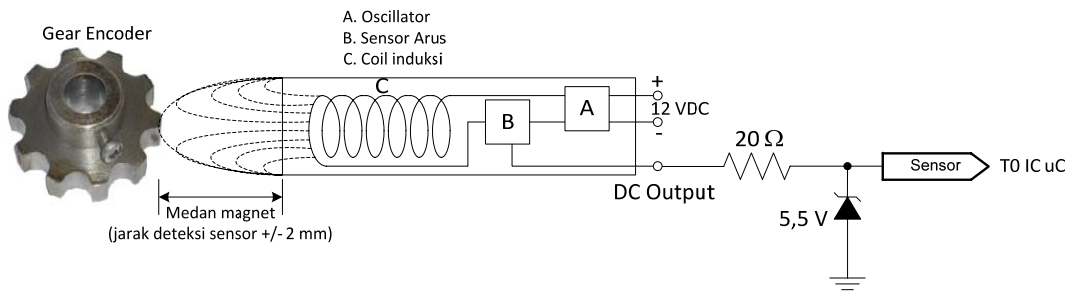 A. Oscillator
B. Sensor Arus
C. Coil induksi
Gear Encoder
C
B
A
+
12 VDC
-
DC Output
20 Ω
5,5 V
Sensor
T0 IC uC
Medan magnet
(jarak deteksi sensor +/- 2 mm)